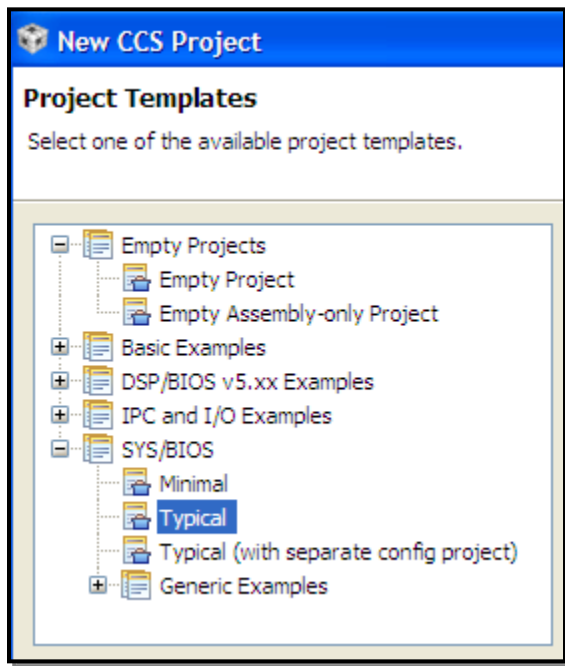 New CCS Project
Project Templates
Select one of the available project templates.
Empty Projects
Empty Project
Empty Assembly-only Project
Basic Examples
DSP/BIOS v5.xx Examples
IPC and I/O Examples
SYS/BIOS
Minimal
Typical
Typical (with separate config project)
Generic Examples